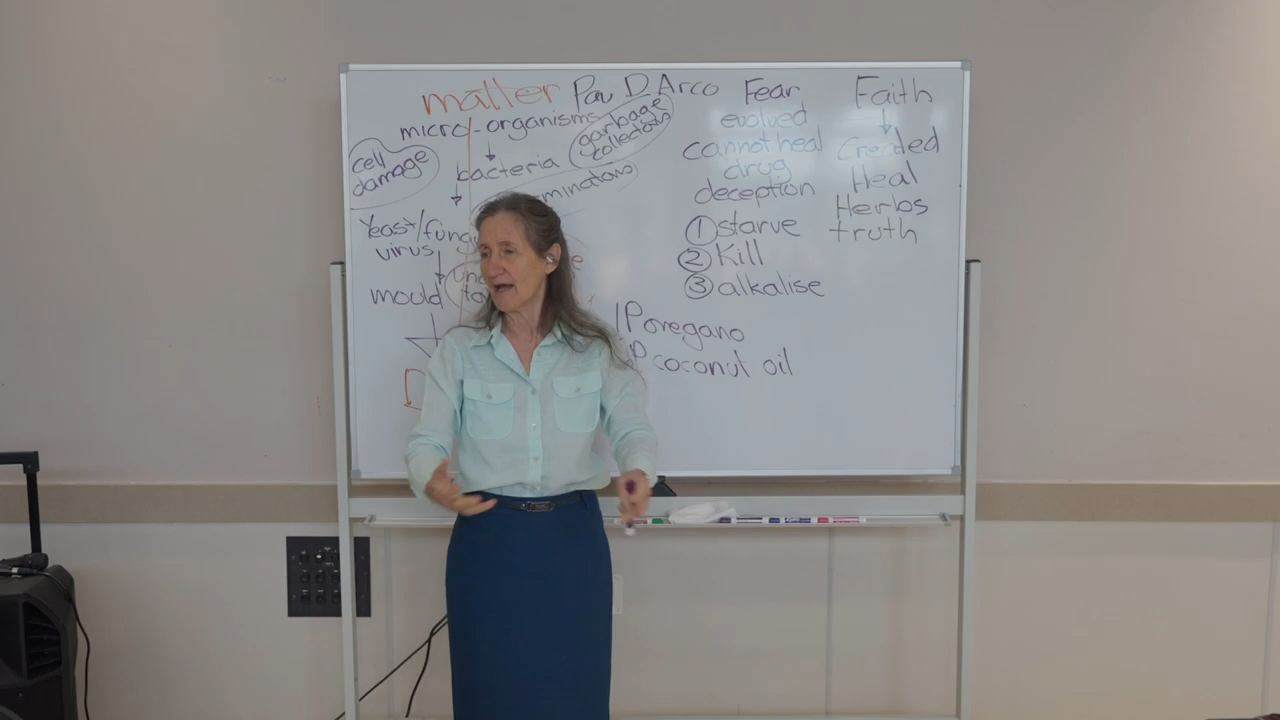 matter Pau D Arco
micro-organisms
garbage
collectors
cell
damage
bacteria
Yeast/fungi
virus
mould
Fear
evolved
cannot heal
drug
deception
① starve
② Kill
③ alkalise
Faith
Created
Heal
Herbs
truth
oregano
coconut oil